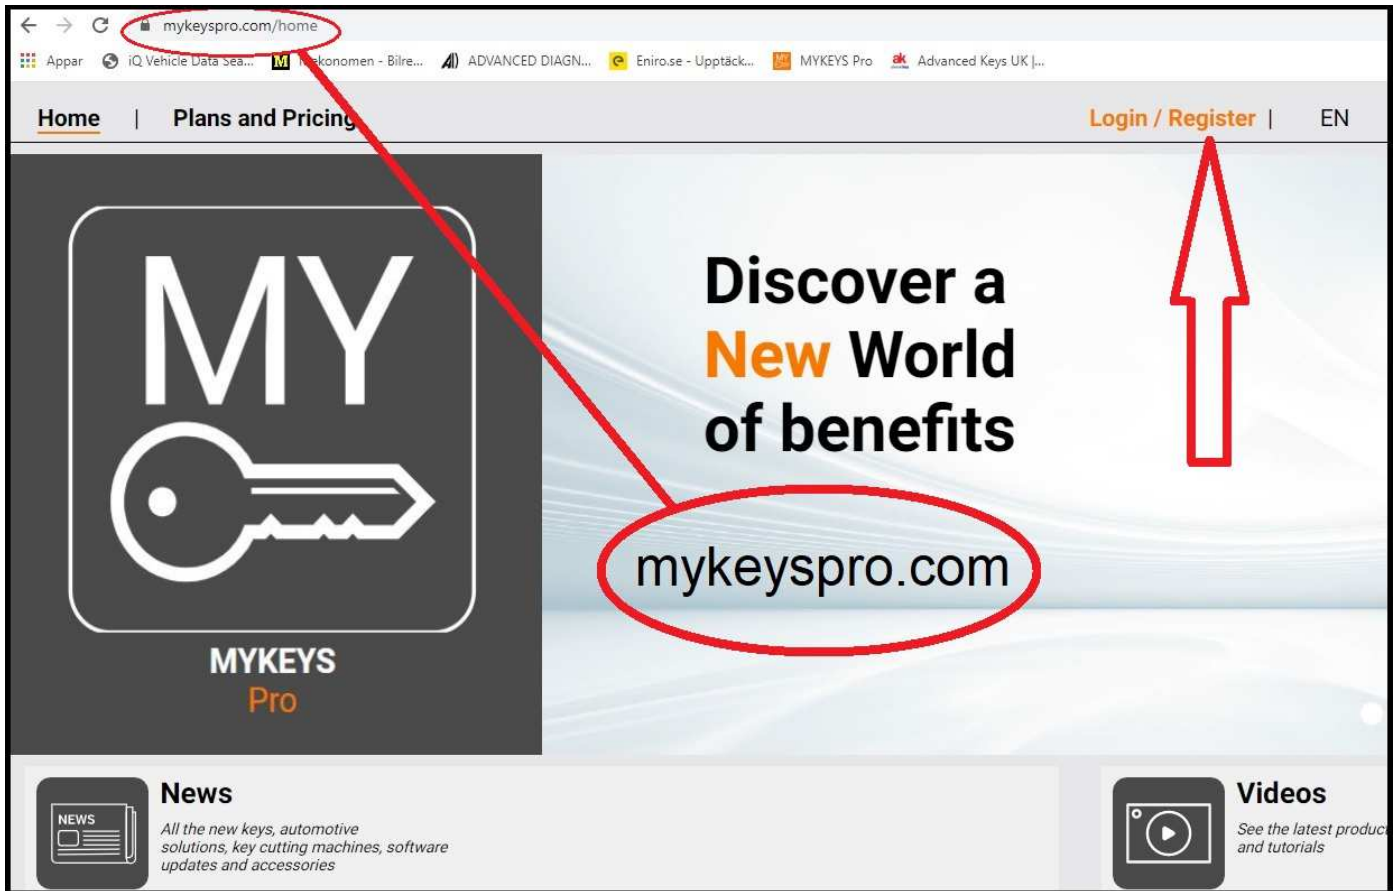 mykeyspro.com/home
Appar iQ Vehicle Data Sea... M konomen - Bilre... ADVANCED DIAGN... Eniro.se - Upptäck... MYKEYS Pro ak Advanced Keys UK |...
Home | Plans and Pricing Login / Register | EN
MY
MYKEYS
Pro
Discover a
New World
of benefits
mykeyspro.com
NEWS
News
All the new keys, automotive
solutions, key cutting machines, software
updates and accessories
Videos
See the latest produc
and tutorials